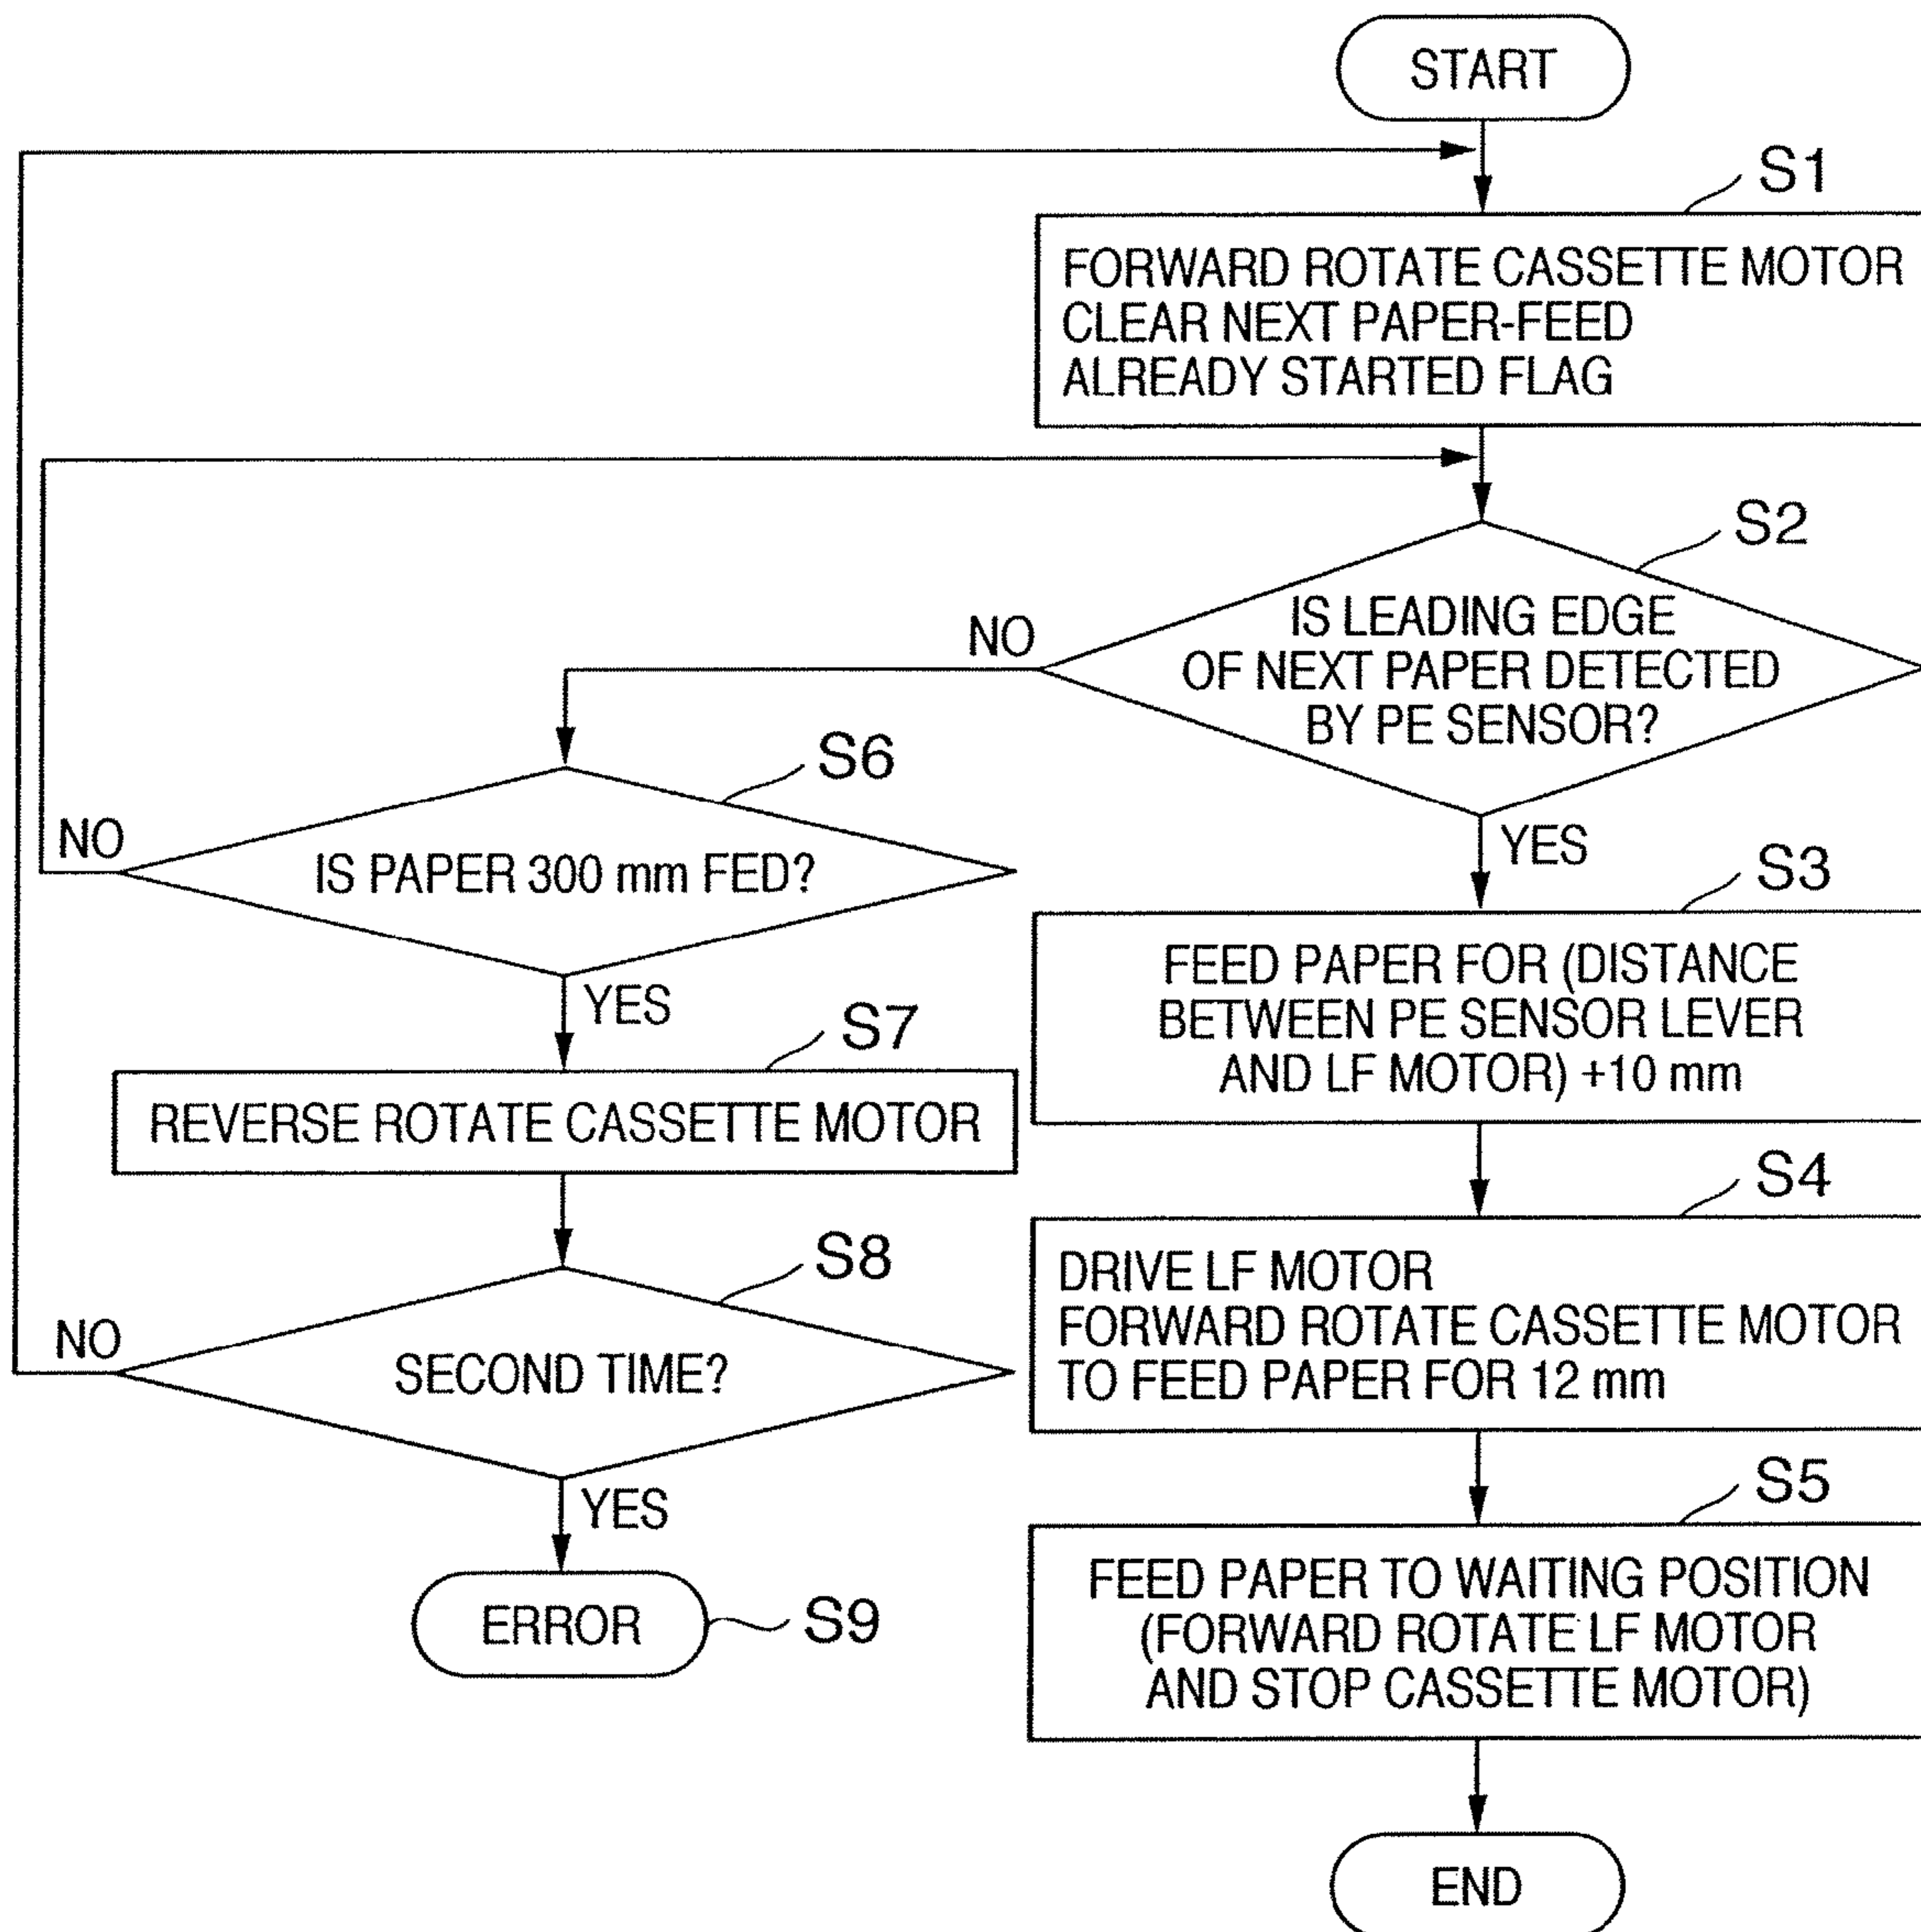 START
S1
FORWARD ROTATE CASSETTE MOTOR
CLEAR NEXT PAPER-FEED
ALREADY STARTED FLAG
S2
IS LEADING EDGE
OF NEXT PAPER DETECTED
BY PE SENSOR?
NO
YES
S6
IS PAPER 300 mm FED?
NO
YES
S3
FEED PAPER FOR (DISTANCE
BETWEEN PE SENSOR LEVER
AND LF MOTOR) +10 mm
S7
REVERSE ROTATE CASSETTE MOTOR
S4
DRIVE LF MOTOR
FORWARD ROTATE CASSETTE MOTOR
TO FEED PAPER FOR 12 mm
S8
SECOND TIME?
NO
YES
S5
FEED PAPER TO WAITING POSITION
(FORWARD ROTATE LF MOTOR
AND STOP CASSETTE MOTOR)
ERROR
S9
END